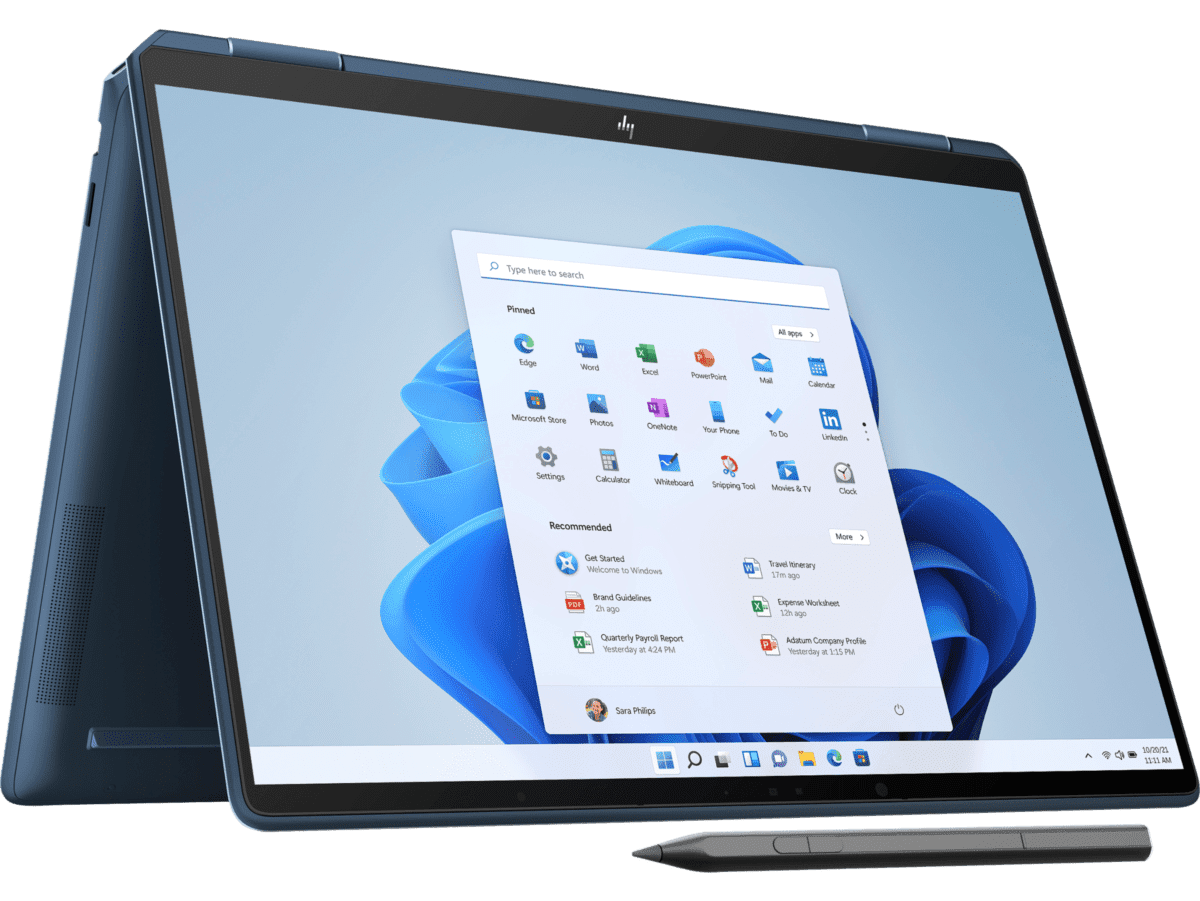 hp
Type here to search
Pinned
All apps >
Edge
Word
Excel
PowerPoint
Mail
Calendar
Microsoft Store
Photos
OneNote
Your Phone
To Do
LinkedIn
Settings
Calculator
Whiteboard
Snipping Tool
Movies & TV
Clock
Recommended
More >
Get Started
Welcome to Windows
Travel Itinerary
17m ago
PDF
Brand Guidelines
2h ago
Expense Worksheet
12h ago
Quarterly Payroll Report
Yesterday at 4:24 PM
Adatum Company Profile
Yesterday at 1:15 PM
Sara Philips
10/20/21
11:11 AM